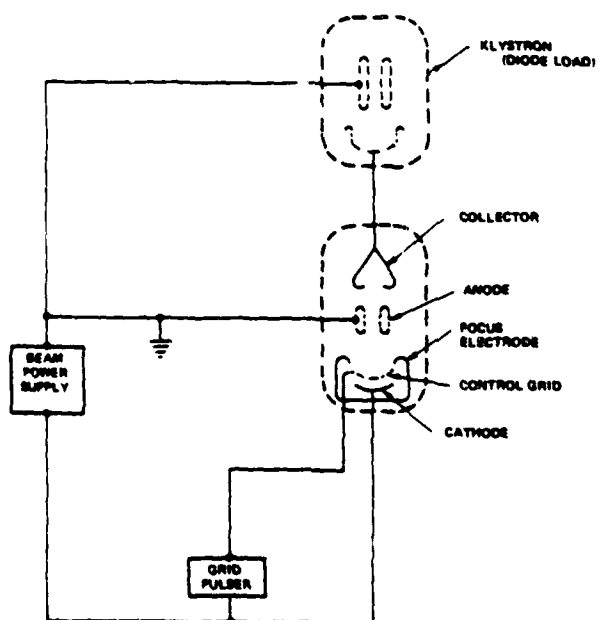 KLYSTRON
(DIODE LOAD)
COLLECTOR
ANODE
FOCUS
ELECTRODE
CONTROL GRID
CATHODE
BEAM
POWER
SUPPLY
GRID
PULSER